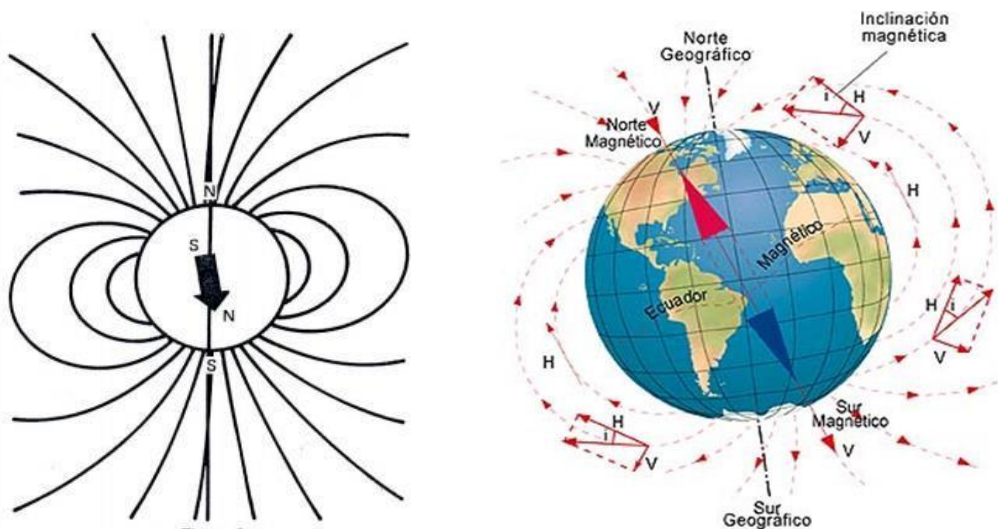 N
S
N
S
Inclinación
magnética
Norte
Geográfico
V
i
H
V
Norte
Magnético
H
Magnético
Ecuador
H
i
V
H
H
i
V
Sur
Magnético
V
Sur
Geográfico